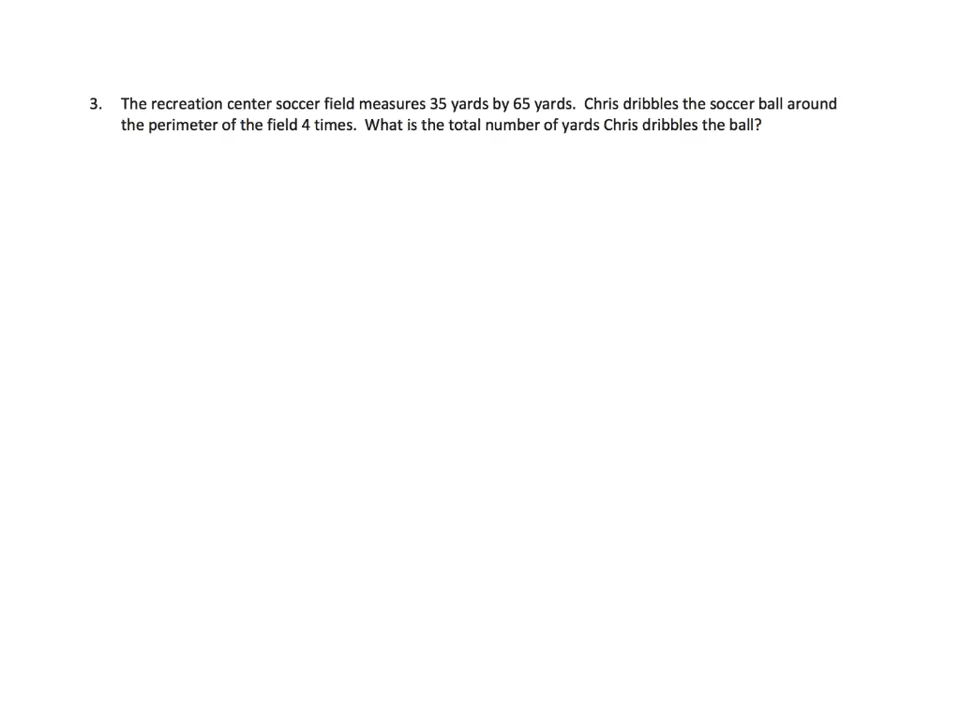 3. The recreation center soccer field measures 35 yards by 65 yards. Chris dribbles the soccer ball around
the perimeter of the field 4 times. What is the total number of yards Chris dribbles the ball?